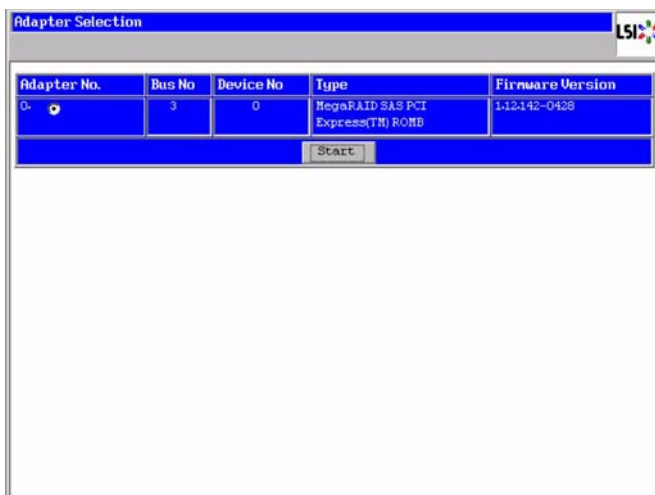 Adapter Selection
LSI
Adapter No. Bus No Device No Type Firmware Version
0. 3 0 MegaRAID SAS PCI Express(TM) ROMB 1.12.142-0428
Start